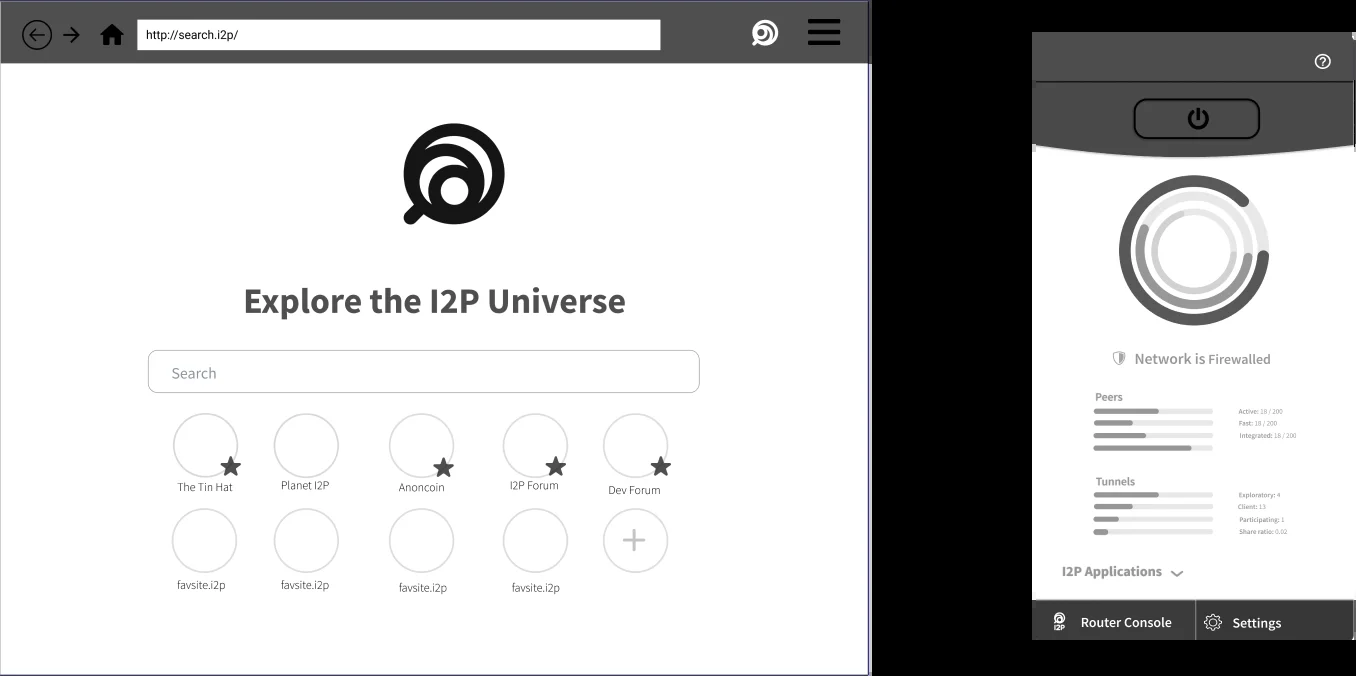 http://search.i2p/
Explore the I2P Universe
Search
The Tin Hat
Planet I2P
Anoncoin
I2P Forum
Dev Forum
favsite.i2p
favsite.i2p
favsite.i2p
favsite.i2p
Network is Firewalled
Peers
Active: 18 / 200
Fast: 18 / 200
Integrated: 18 / 200
Tunnels
Exploratory: 4
Client: 13
Participating: 1
Share ratio: 0.02
I2P Applications
I2P
Router Console
Settings